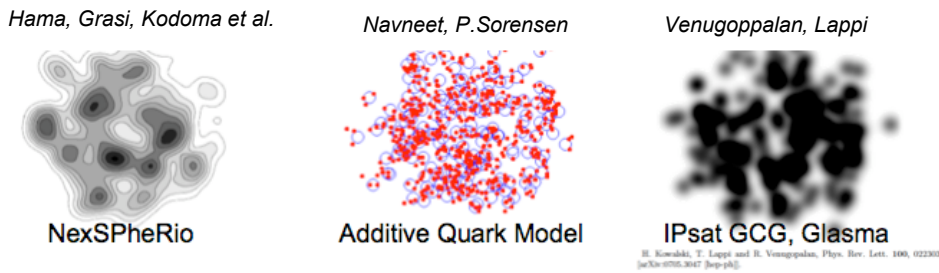 Hama, Grasi, Kodoma et al.
Navneet, P.Sorensen
Venugoppalan, Lappi
NexSPheRio
Additive Quark Model
IPsat GCG, Glasma
H. Kowalski, T. Lappi and R. Venugopalan, Phys. Rev. Lett. 100, 022303
[arXiv:0705.3047 [hep-ph]].